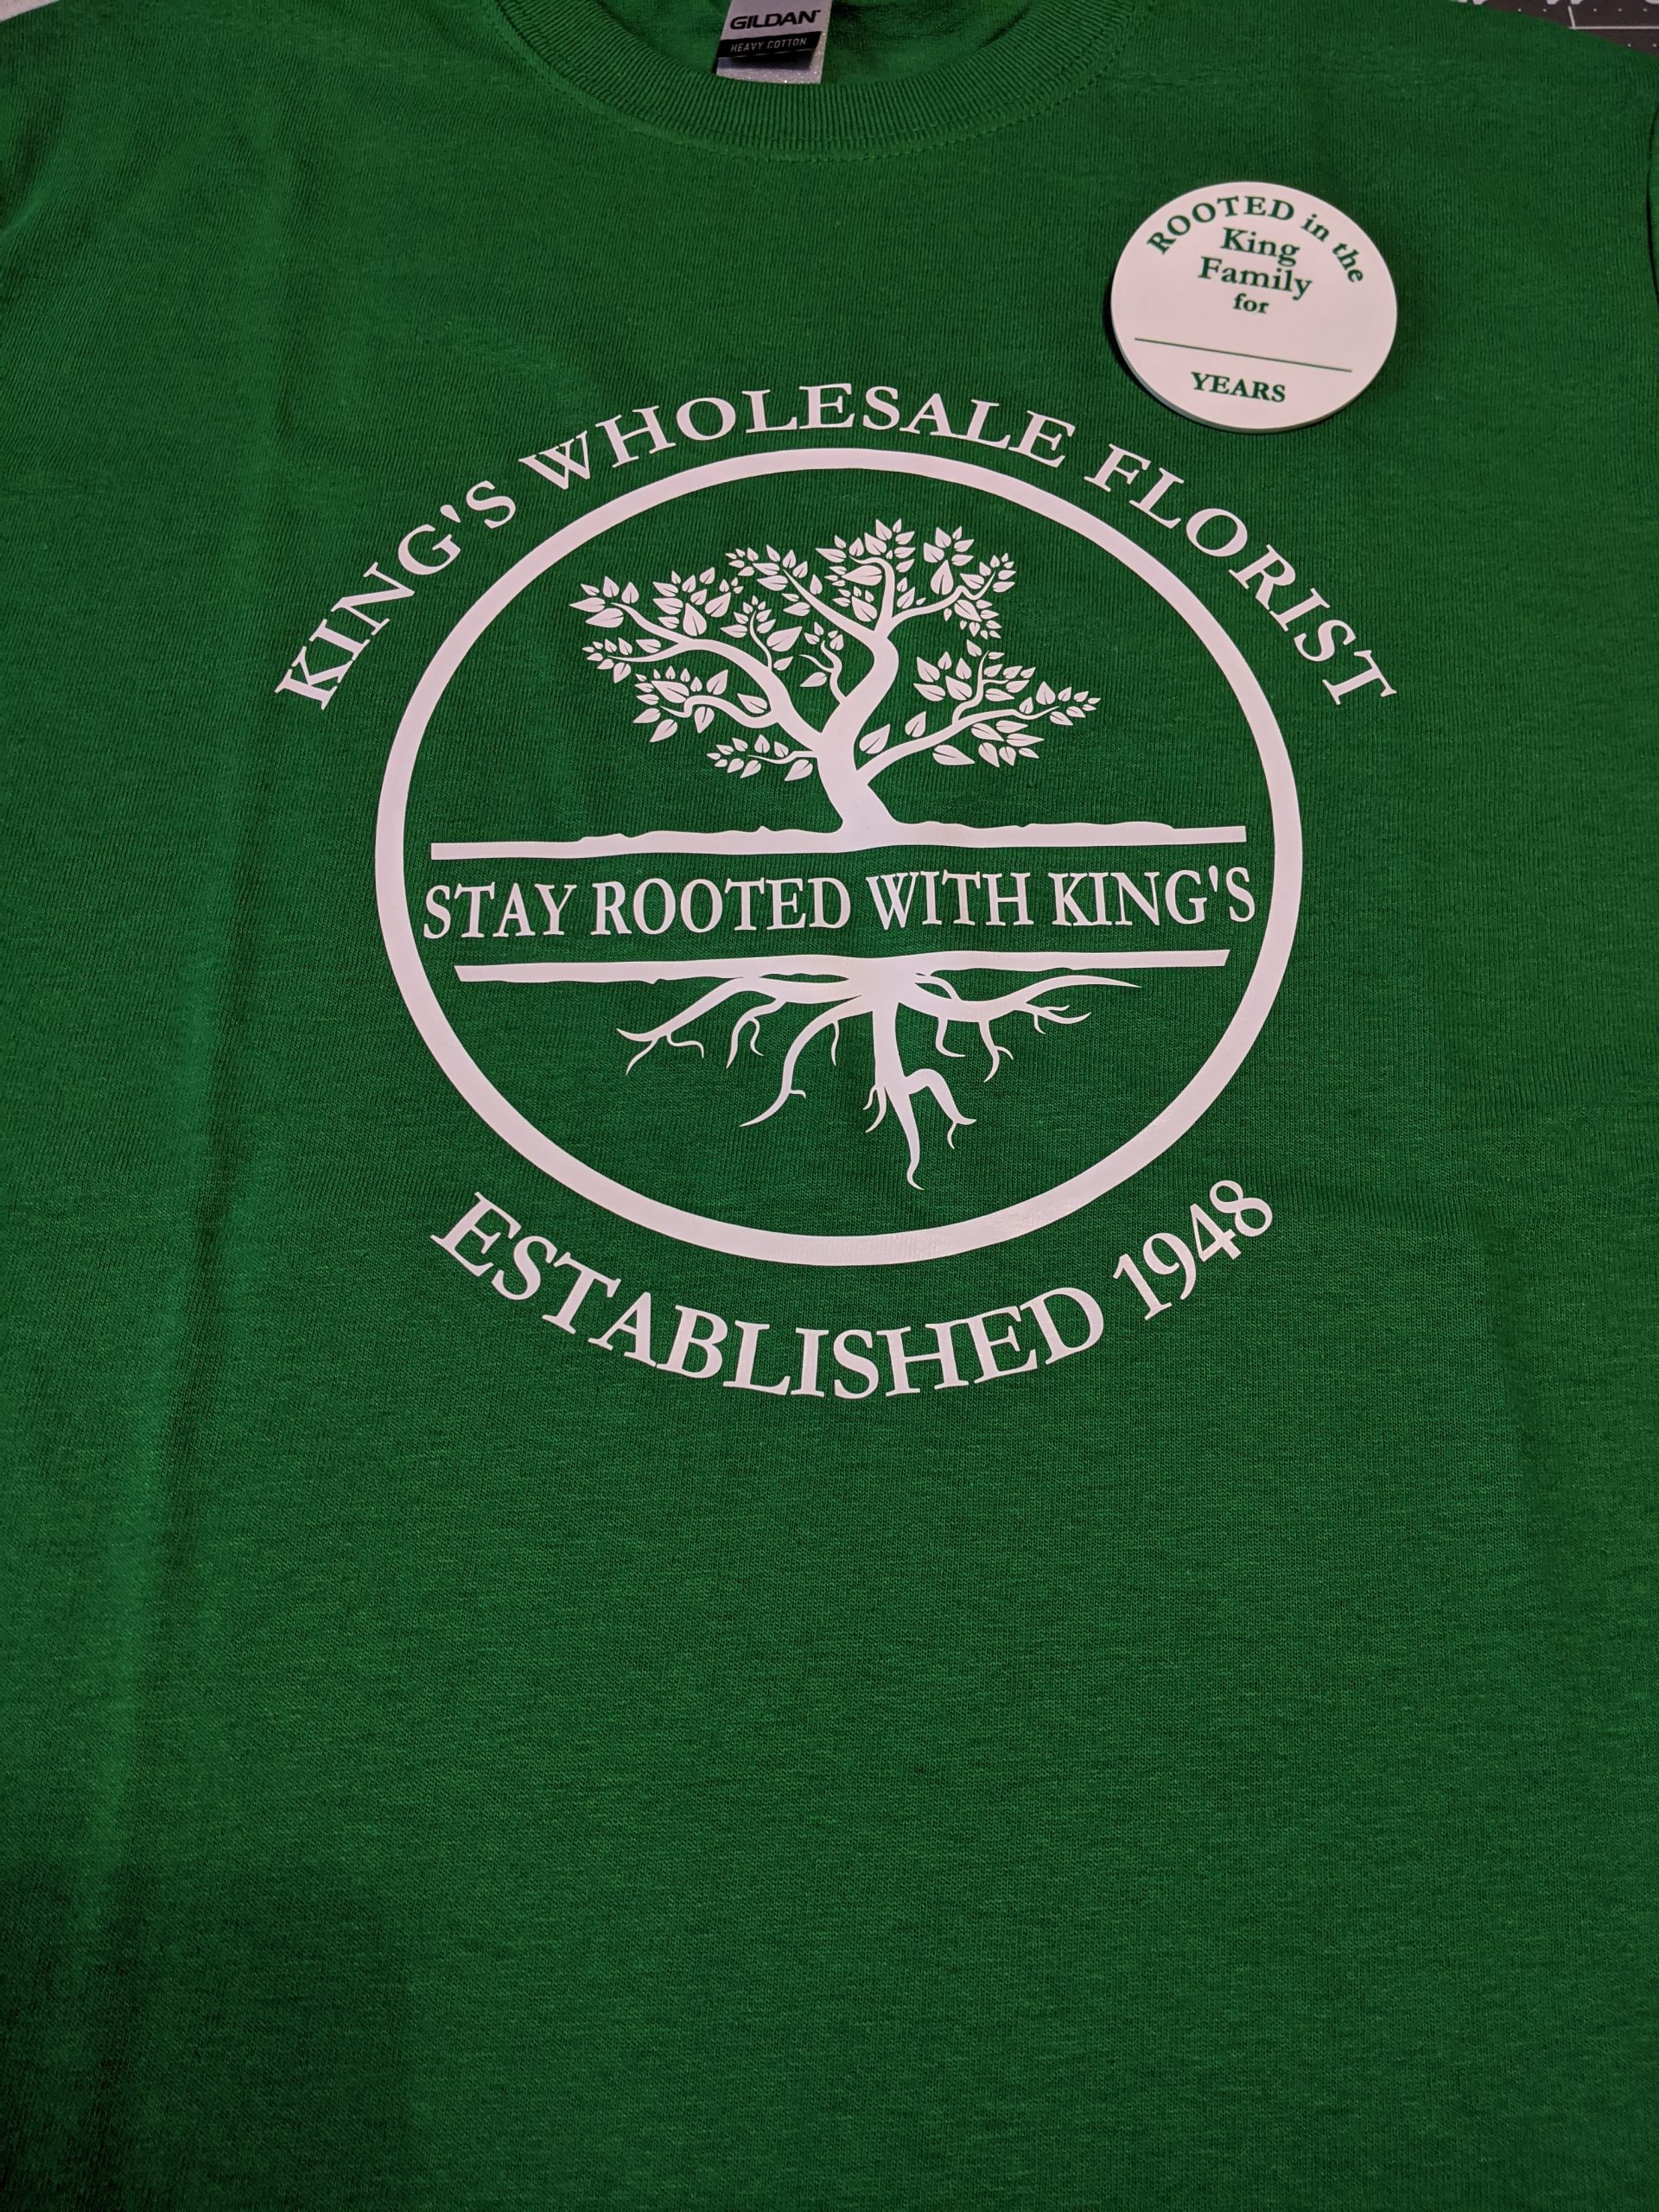 GILDAN
HEAVY COTTON
ROOTED in the
King
Family
for
YEARS
KING'S WHOLESALE FLORIST
STAY ROOTED WITH KING'S
ESTABLISHED 1948